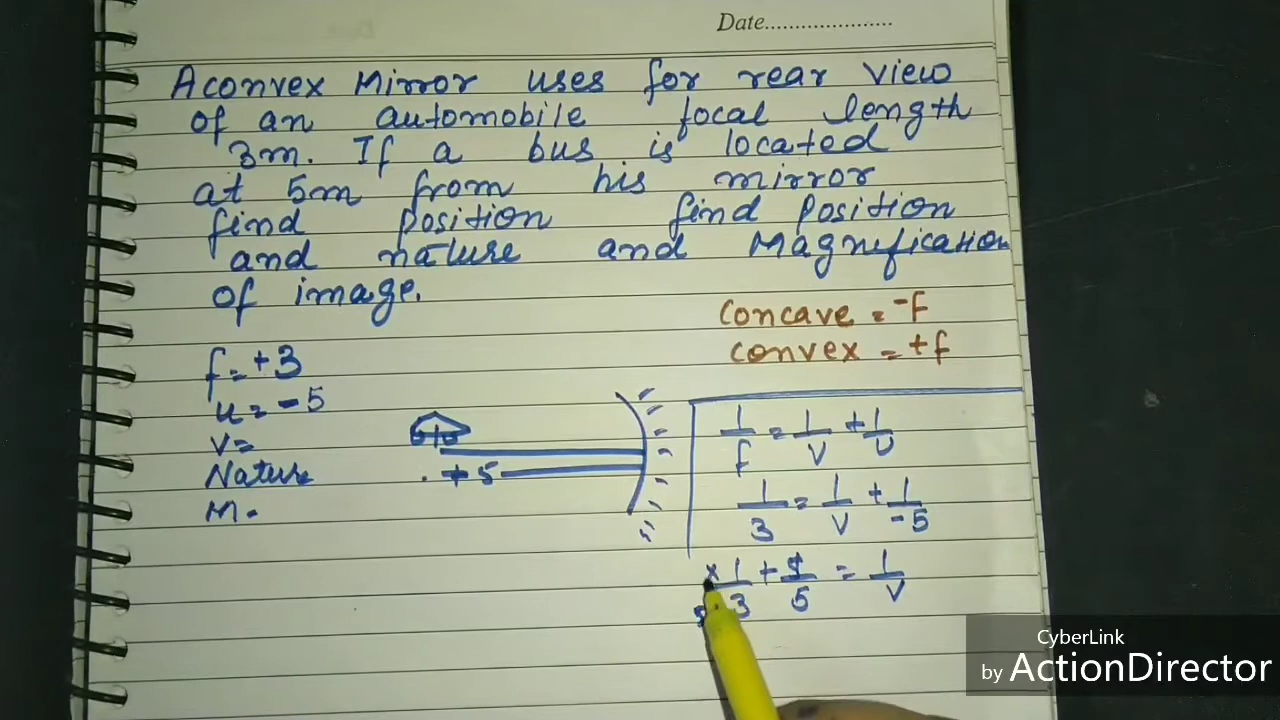 Date.....................
A convex Mirror uses for rear view
of an automobile focal length
3m. If a bus is located
at 5m from his mirror
find position find position
and nature and Magnification
of image.
concave = -f
convex = +f
f = +3
u = -5
v =
Nature
M =
+ 5
1/f = 1/v + 1/u
1/3 = 1/v + 1/-5
1/3 + 1/5 = 1/v
CyberLink
by ActionDirector